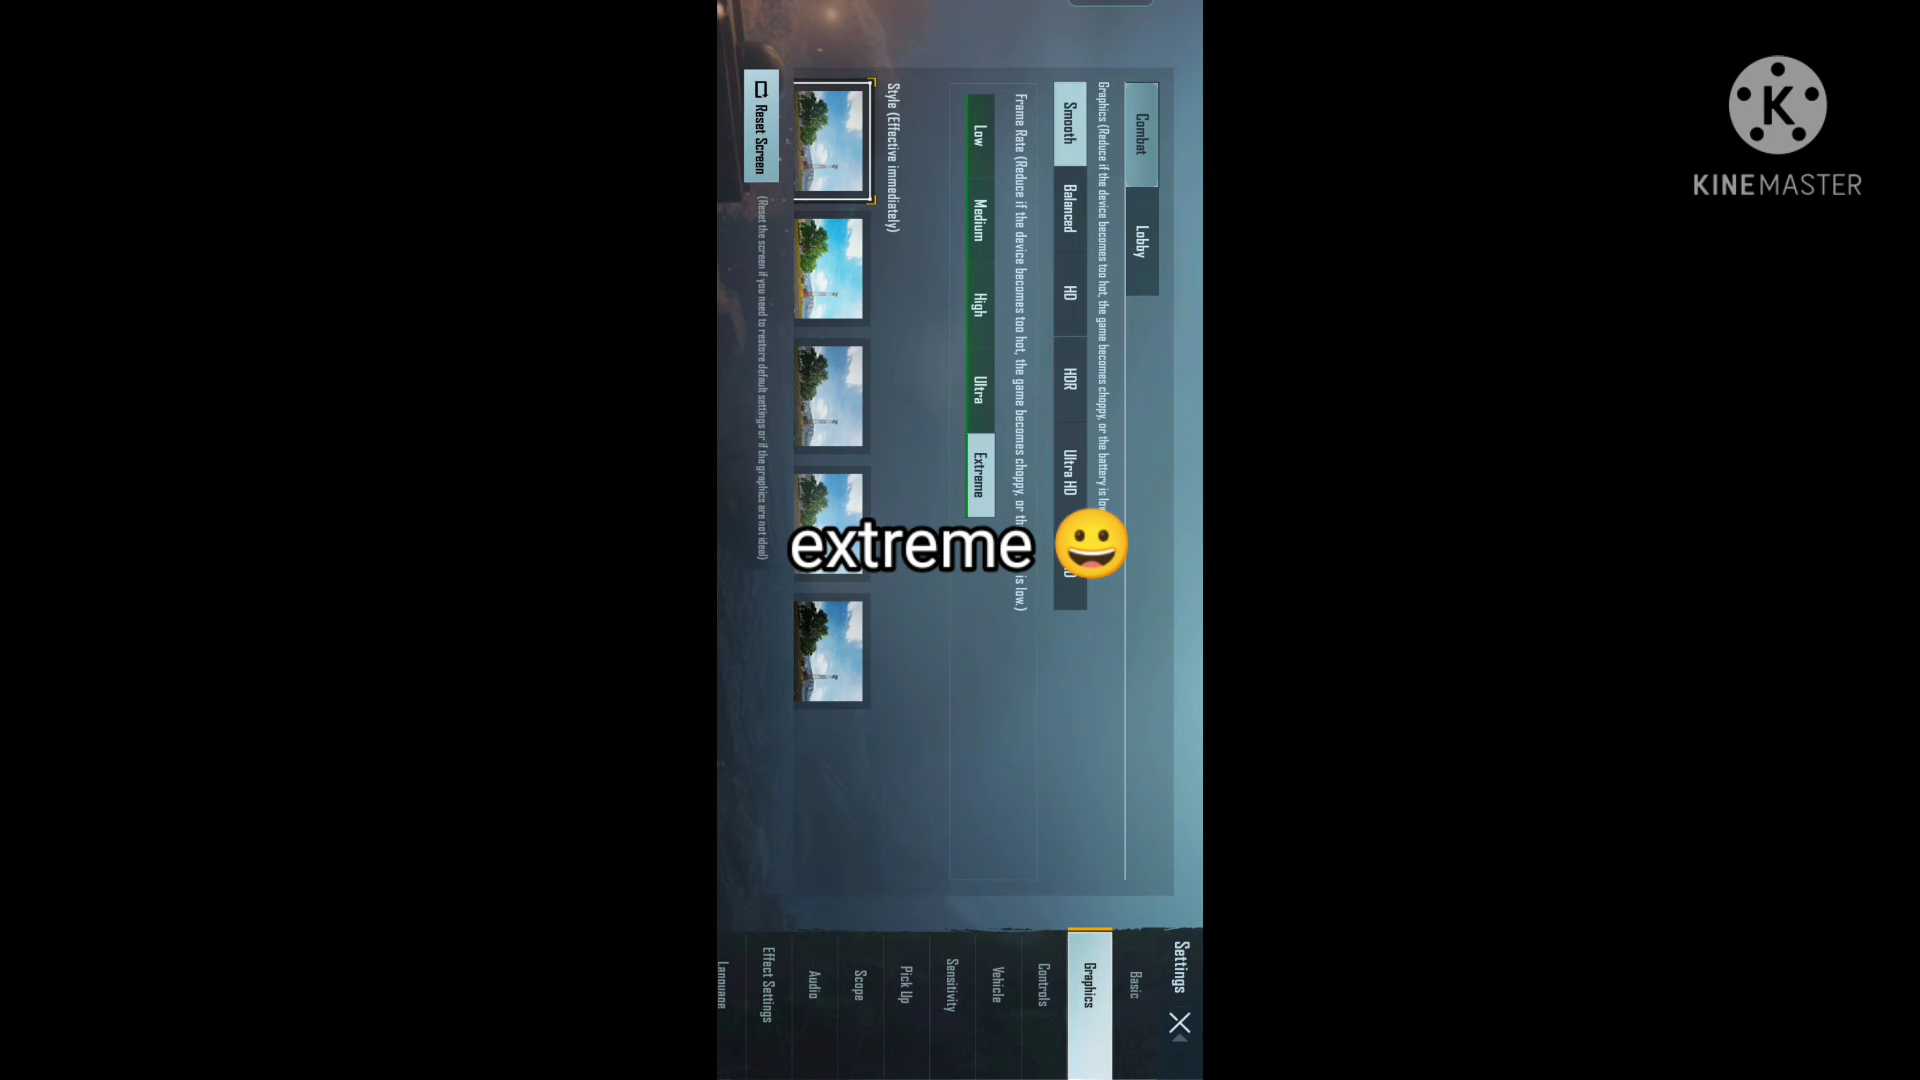 Settings
Basic
Graphics
Controls
Vehicle
Sensitivity
Pick Up
Scope
Audio
Effect Settings
Language
Combat
Lobby
Graphics (Reduce if the device becomes too hot, the game becomes choppy, or the battery is low
Smooth
Balanced
HD
HDR
Ultra HD
Frame Rate (Reduce if the device becomes too hot, the game becomes choppy, or th is low.)
Low
Medium
High
Ultra
Extreme
Style (Effective immediately)
Reset Screen
(Reset the screen if you need to restore default settings or if the graphics are not ideal)
extreme 😀
K
KINEMASTER